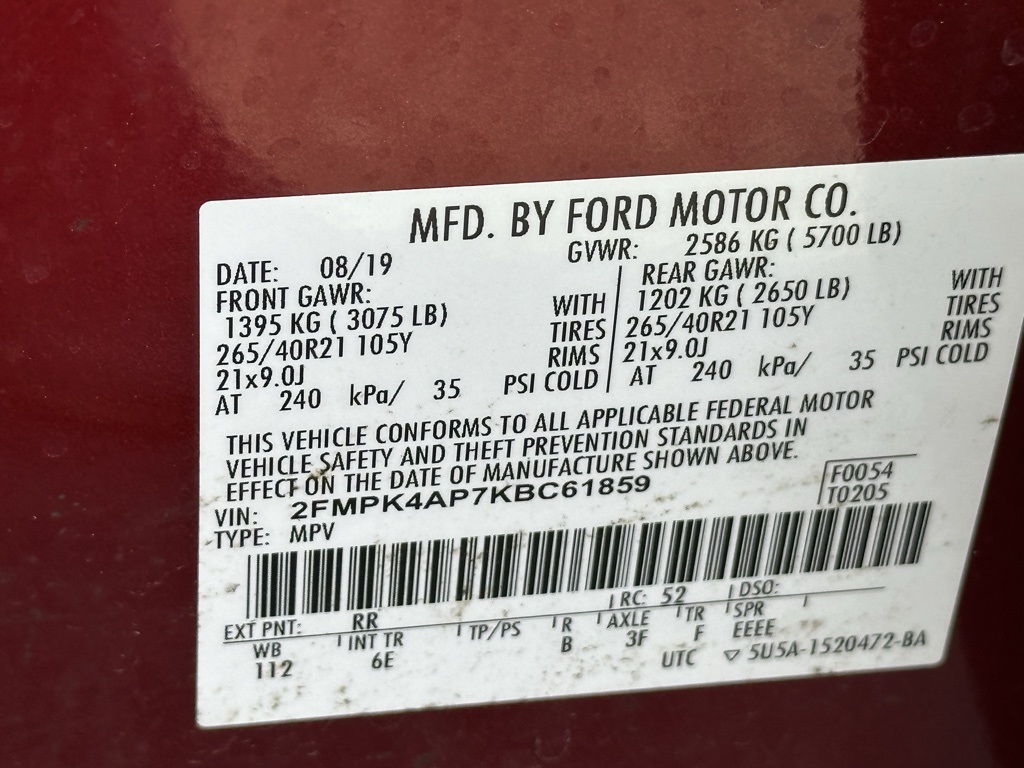 MFD. BY FORD MOTOR CO.
DATE: 08/19 GVWR: 2586 KG ( 5700 LB)
FRONT GAWR: REAR GAWR:
1395 KG ( 3075 LB) WITH 1202 KG ( 2650 LB) WITH
265/40R21 105Y TIRES 265/40R21 105Y TIRES
21x9.0J RIMS 21x9.0J RIMS
AT 240 kPa/ 35 PSI COLD AT 240 kPa/ 35 PSI COLD
THIS VEHICLE CONFORMS TO ALL APPLICABLE FEDERAL MOTOR
VEHICLE SAFETY AND THEFT PREVENTION STANDARDS IN
EFFECT ON THE DATE OF MANUFACTURE SHOWN ABOVE.
VIN: 2FMPK4AP7KBC61859 F0054
TYPE: MPV T0205
EXT PNT: RR RC: 52 DSO:
WB INT TR TP/PS R AXLE TR SPR
112 6E B 3F F EEEE
UTC ▽ 5U5A-1520472-BA